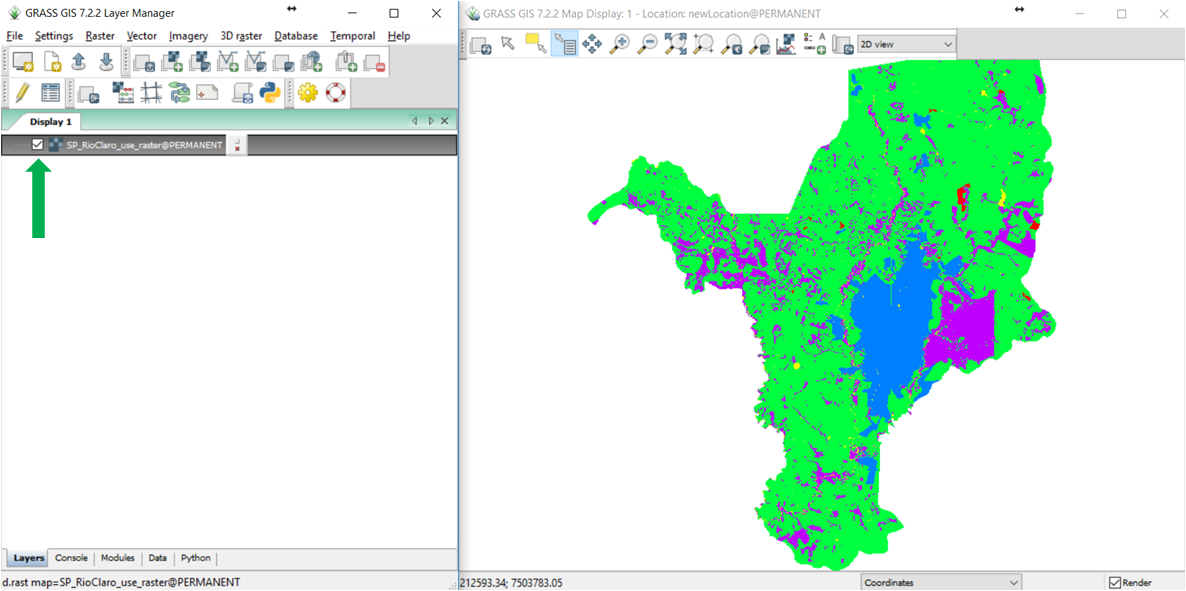 GRASS GIS 7.2.2 Layer Manager
File Settings Raster Vector Imagery 3D raster Database Temporal Help
Display 1
SP_RioClaro_use_raster@PERMANENT
Layers Console Modules Data Python
d.rast map=SP_RioClaro_use_raster@PERMANENT
GRASS GIS 7.2.2 Map Display: 1 - Location: newLocation@PERMANENT
A
2D view
212593.34; 7503783.05
Coordinates
Render